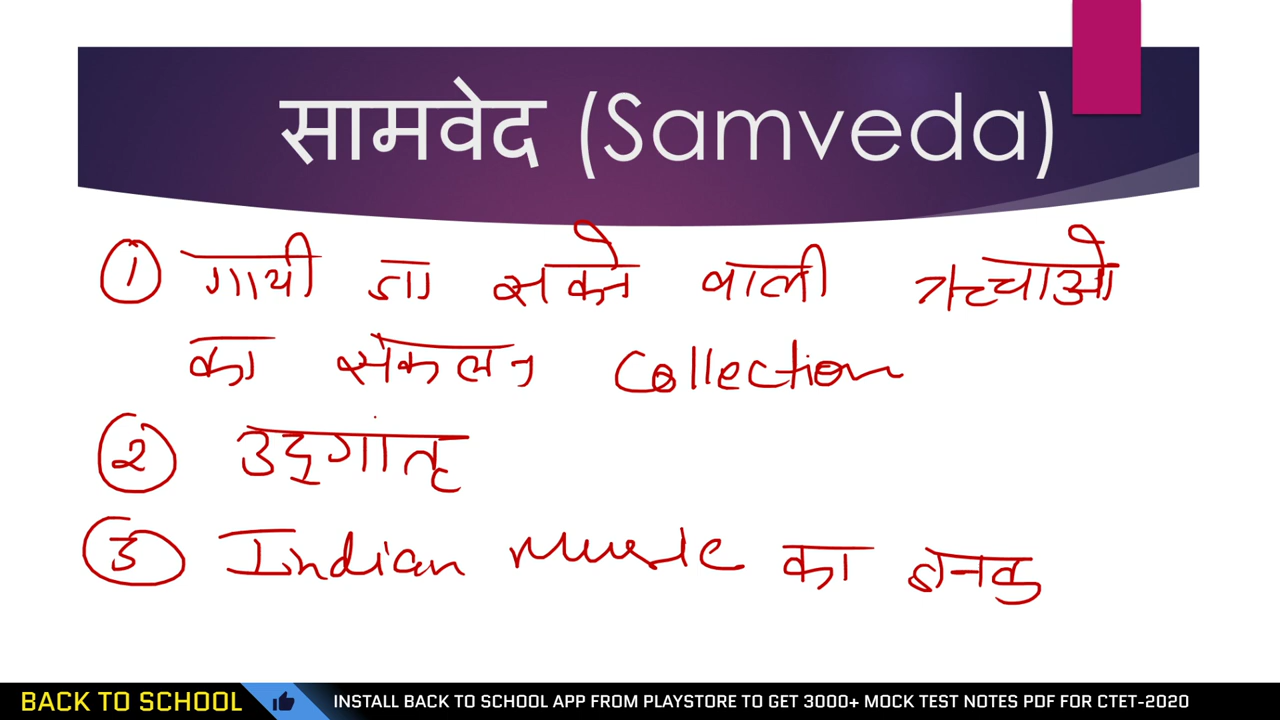 सामवेद (Samveda)
① गायी जा सकने वाली ऋचाओ
का संकलन Collection
② उद्गातृ
③ Indian Music का जनक
BACK TO SCHOOL INSTALL BACK TO SCHOOL APP FROM PLAYSTORE TO GET 3000+ MOCK TEST NOTES PDF FOR CTET-2020